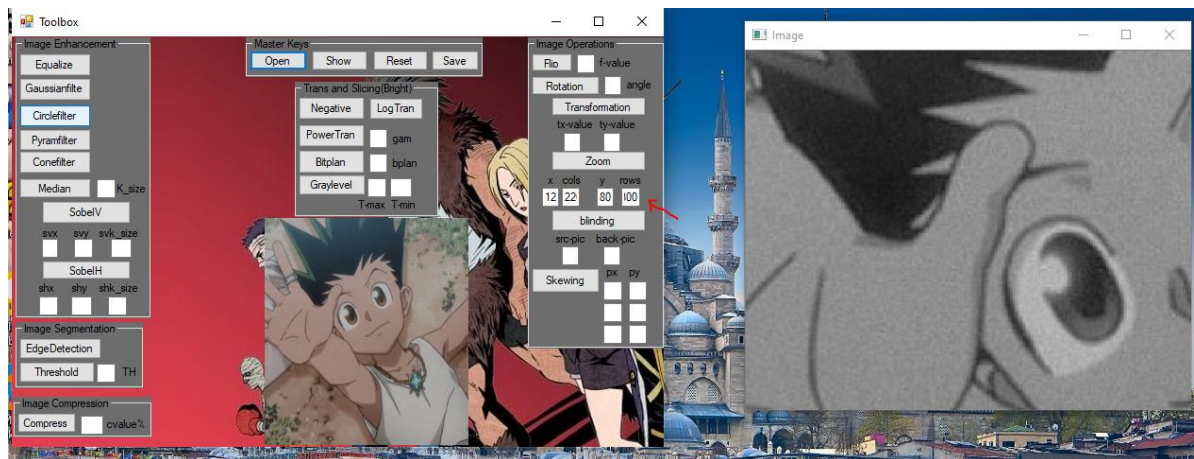 Toolbox
Image Enhancement
Equalize
Gaussianfilte
Circlefilter
Pyramfilter
Conefilter
Median K_size
SobelV
svx svy svk_size
SobelH
shx shy shk_size
Image Segmentation
EdgeDetection
Threshold TH
Image Compression
Compress cvalue%
Master Keys
Open Show Reset Save
Trans and Slicing(Bright)
Negative LogTran
PowerTran gam
Bitplan bplan
Graylevel
T-max T-min
Image Operations
Flip f-value
Rotation angle
Transformation
tx-value ty-value
Zoom
x cols y rows
12 22 80 300
blinding
src-pic back-pic
Skewing px py
Image